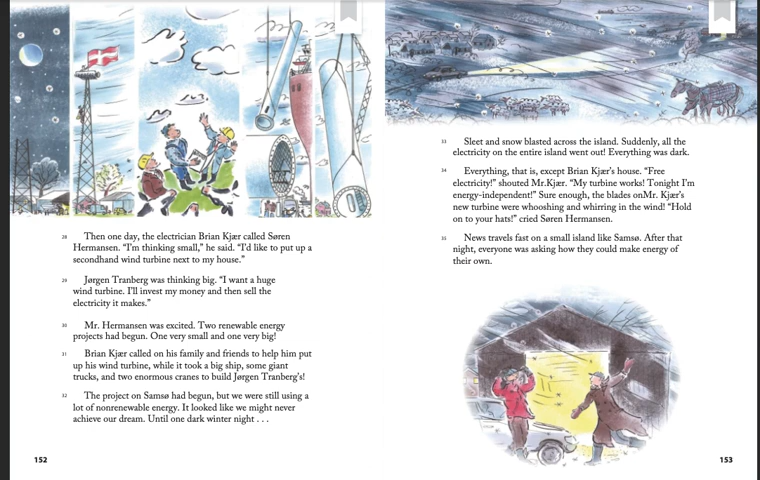 28 Then one day, the electrician Brian Kjær called Søren
Hermansen. “I’m thinking small,” he said. “I’d like to put up a
secondhand wind turbine next to my house.”
29 Jørgen Tranberg was thinking big. “I want a huge
wind turbine. I’ll invest my money and then sell the
electricity it makes.”
30 Mr. Hermansen was excited. Two renewable energy
projects had begun. One very small and one very big!
31 Brian Kjær called on his family and friends to help him put
up his wind turbine, while it took a big ship, some giant
trucks, and two enormous cranes to build Jørgen Tranberg’s!
32 The project on Samsø had begun, but we were still using a
lot of nonrenewable energy. It looked like we might never
achieve our dream. Until one dark winter night . . .
152
33 Sleet and snow blasted across the island. Suddenly, all the
electricity on the entire island went out! Everything was dark.
34 Everything, that is, except Brian Kjær’s house. “Free
electricity!” shouted Mr.Kjær. “My turbine works! Tonight I’m
energy-independent!” Sure enough, the blades onMr. Kjær’s
new turbine were whooshing and whirring in the wind! “Hold
on to your hats!” cried Søren Hermansen.
35 News travels fast on a small island like Samsø. After that
night, everyone was asking how they could make energy of
their own.
153